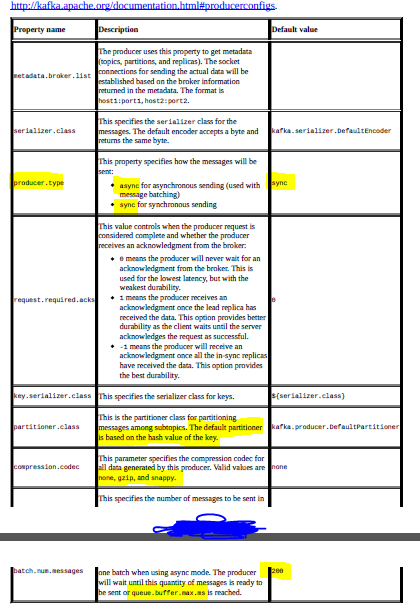 http://kafka.apache.org/documentation.html#producerconfigs.
Property name Description Default value
The producer uses this property to get metadata
(topics, partitions, and replicas). The socket
connections for sending the actual data will be
metadata.broker.list established based on the broker information
returned in the metadata. The format is
host1:port1,host2:port2.
This specifies the serializer class for the
serializer.class messages. The default encoder accepts a byte and kafka.serializer.DefaultEncoder
returns the same byte.
This property specifies how the messages will be
sent:
producer.type sync
• async for asynchronous sending (used with
message batching)
• sync for synchronous sending
This value controls when the producer request is
considered complete and whether the producer
receives an acknowledgment from the broker:
• 0 means the producer will never wait for an
acknowledgment from the broker. This is
used for the lowest latency, but with the
weakest durability.
• 1 means the producer receives an
request.required.acks acknowledgment once the lead replica has 0
received the data. This option provides better
durability as the client waits until the server
acknowledges the request as successful.
• -1 means the producer will receive an
acknowledgment once all the in-sync replicas
have received the data. This option provides
the best durability.
key.serializer.class This specifies the serializer class for keys. ${serializer.class}
This is the partitioner class for partitioning
partitioner.class messages among subtopics. The default partitioner kafka.producer.DefaultPartitioner
is based on the hash value of the key.
This parameter specifies the compression codec for
compression.codec all data generated by this producer. Valid values are none
none, gzip, and snappy.
This specifies the number of messages to be sent in
batch.num.messages one batch when using async mode. The producer 200
will wait until this quantity of messages is ready to
be sent or queue.buffer.max.ms is reached.